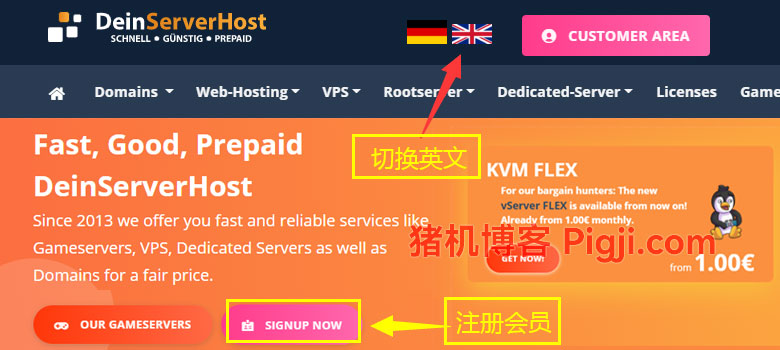 DeinServerHost
SCHNELL ● GÜNSTIG ● PREPAID
CUSTOMER AREA
Domains
Web-Hosting
VPS
Rootserver
Dedicated-Server
Licenses
Game
切换英文
Fast, Good, Prepaid
DeinServerHost
Since 2013 we offer you fast and reliable services like
Gameservers, VPS, Dedicated Servers as well as
Domains for a fair price.
KVM FLEX
For our bargain hunters: The new
vServer FLEX is available from now on!
Already from 1.00€ monthly.
猪机博客 Pigji.com
GET NOW!
from 1.00€
OUR GAMESERVERS
SIGNUP NOW
注册会员